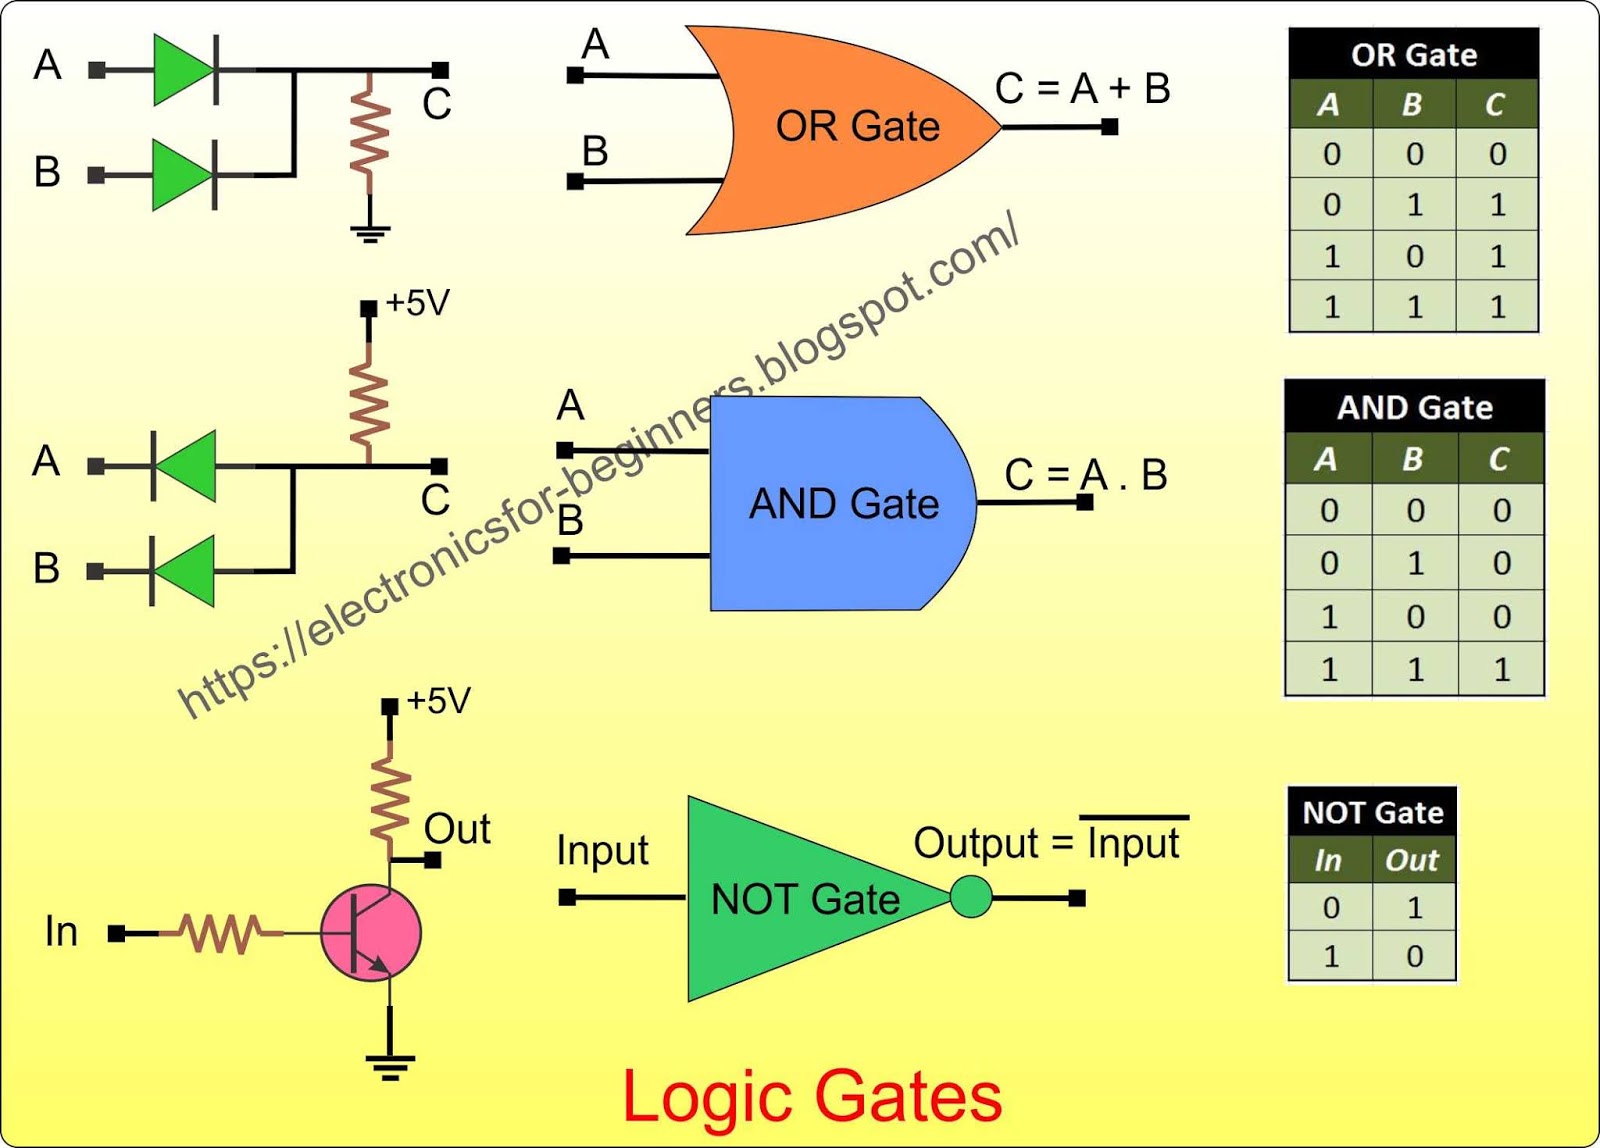 A
C
B
A
B
OR Gate
C = A + B
OR Gate
A B C
0 0 0
0 1 1
1 0 1
1 1 1
+5V
A
C
B
A
B
AND Gate
C = A . B
AND Gate
A B C
0 0 0
0 1 0
1 0 0
1 1 1
https://electronicsfor-beginners.blogspot.com/
+5V
Out
In
Input
NOT Gate
Output = Input
NOT Gate
In Out
0 1
1 0
Logic Gates